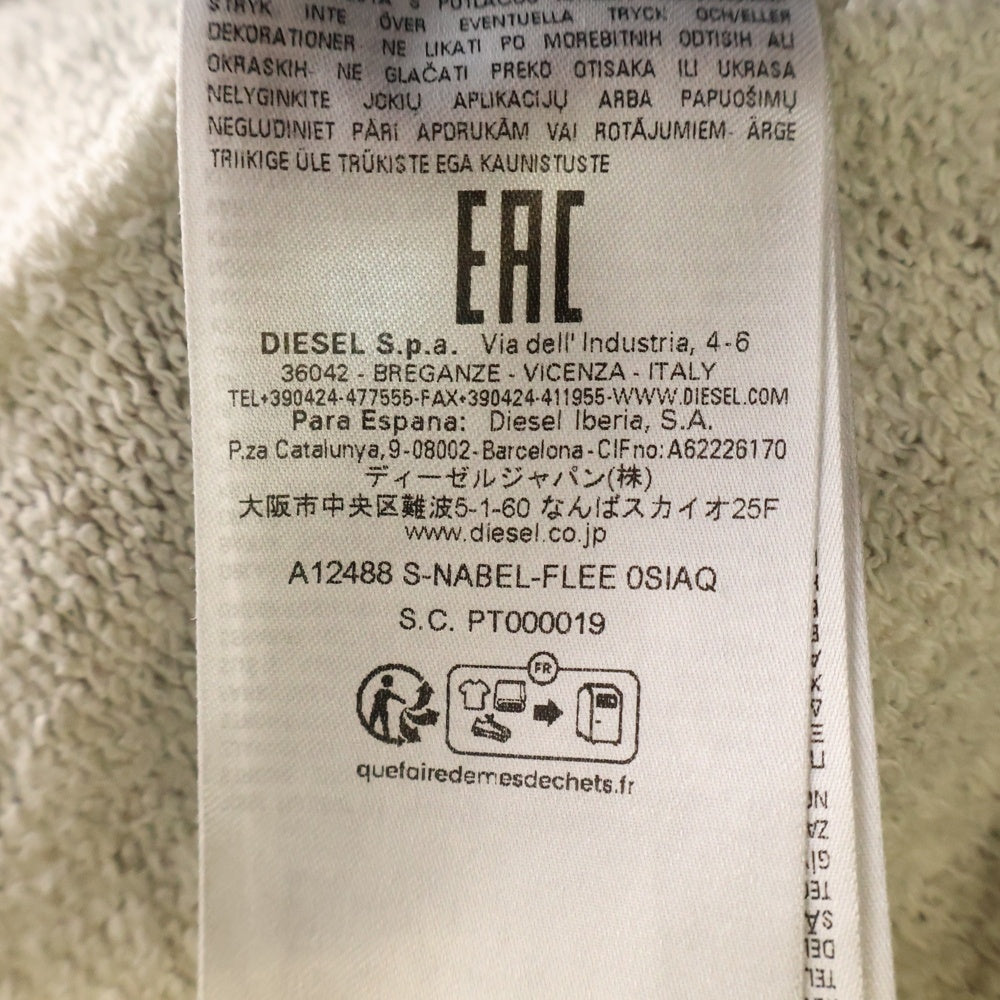 STRYK INTE ÖVER EVENTUELLA TRYCK OCH/ELLER
DEKORATIONER- NE LIKATI PO MOREBITNIH ODTISIH ALI
OKRASKIH- NE GLAČATI PREKO OTISAKA ILI UKRASA
NELYGINKITE JOKIŲ APLIKACIJŲ ARBA PAPUOŠIMŲ
NEGLUDINIET PĀRI APDRUKĀM VAI ROTĀJUMIEM- ÄRGE
TRIIKIGE ÜLE TRÜKISTE EGA KAUNISTUSTE
EAC
DIESEL S.p.a. Via dell' Industria, 4-6
36042 - BREGANZE - VICENZA - ITALY
TEL+390424-477555-FAX+390424-411955-WWW.DIESEL.COM
Para Espana: Diesel Iberia, S.A.
P.za Catalunya,9-08002-Barcelona-CIFno:A62226170
ディーゼルジャパン(株)
大阪市中央区難波5-1-60 なんばスカイオ25F
www.diesel.co.jp
A12488 S-NABEL-FLEE 0SIAQ
S.C. PT000019
FR
quefairedemesdechets.fr